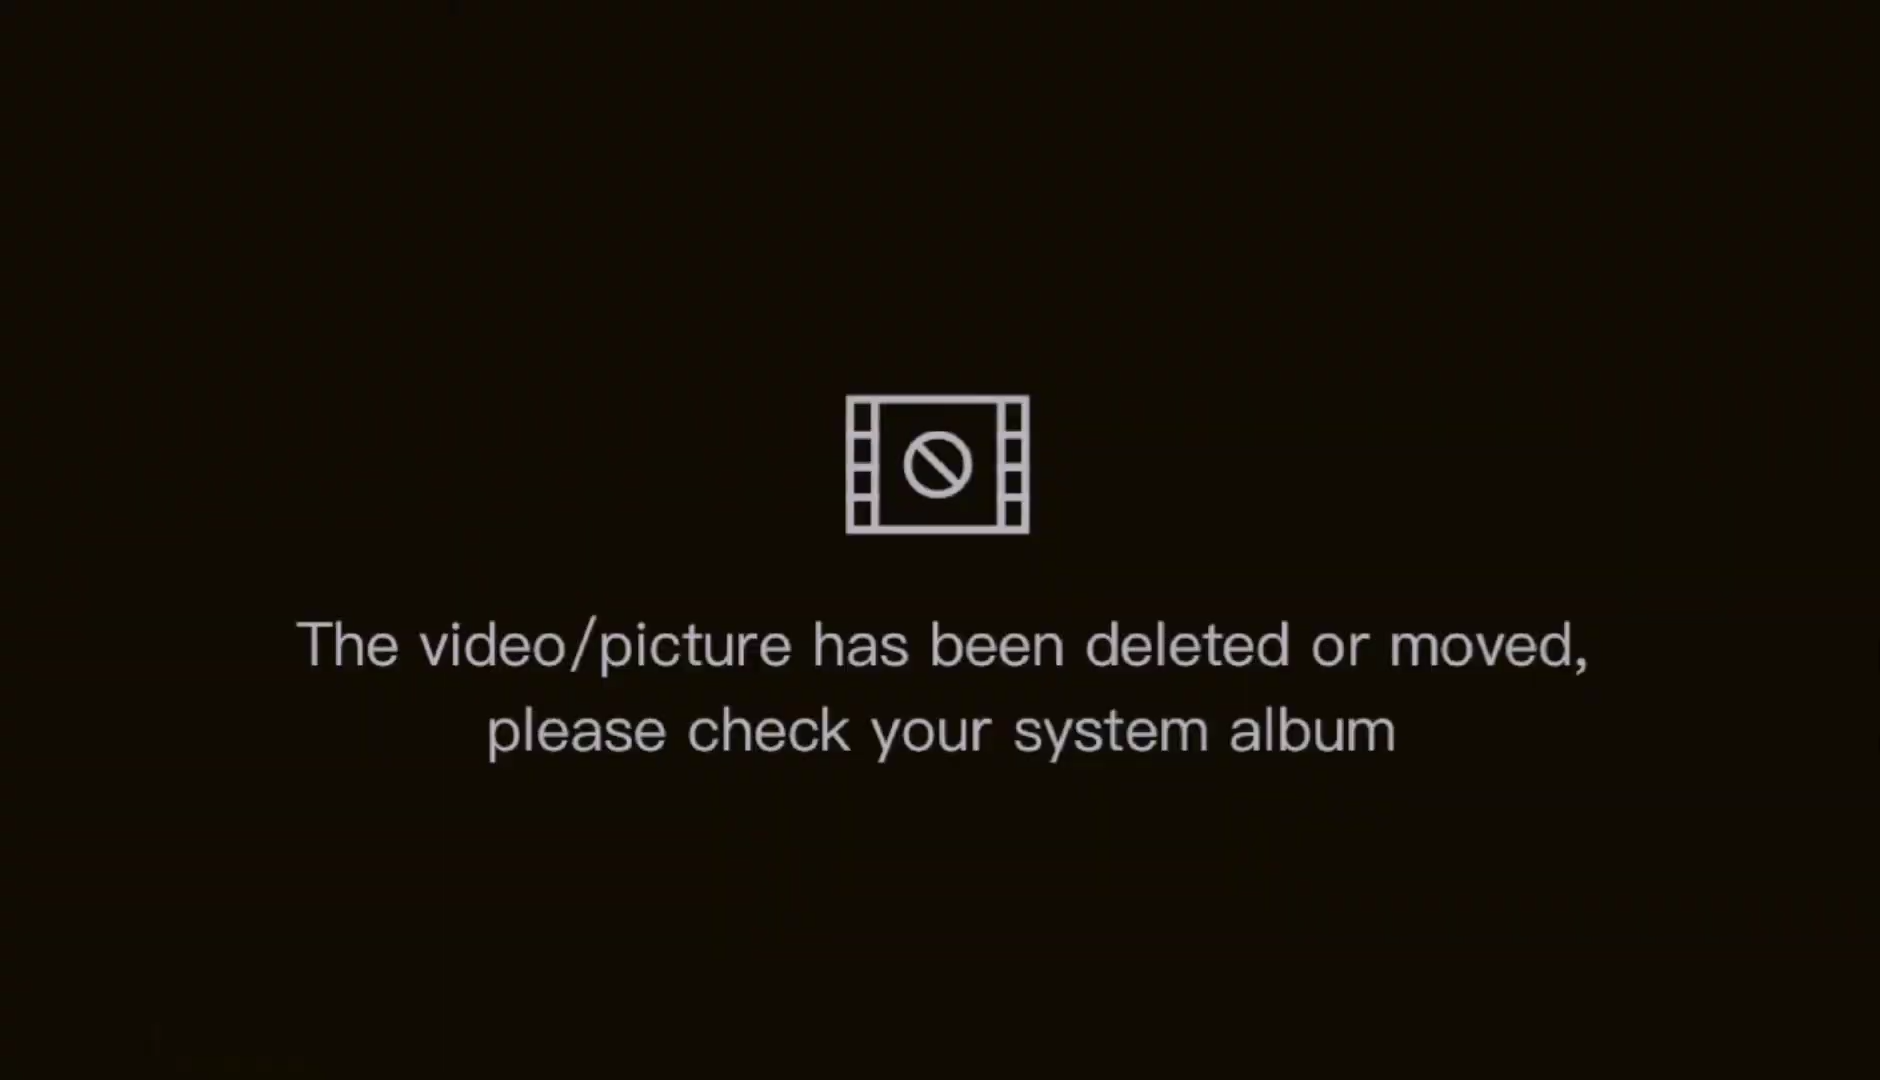 The video/picture has been deleted or moved,
please check your system album